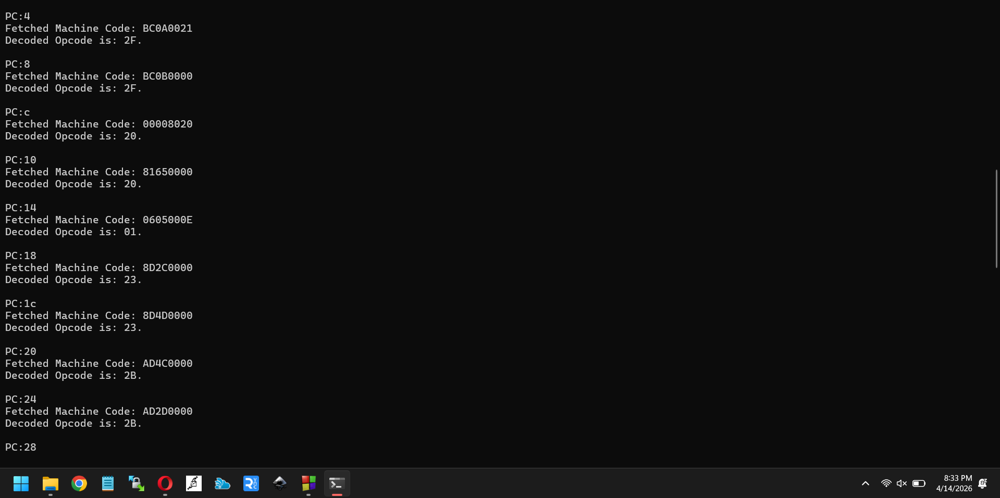 PC:4
Fetched Machine Code: BC0A0021
Decoded Opcode is: 2F.
PC:8
Fetched Machine Code: BC0B0000
Decoded Opcode is: 2F.
PC:c
Fetched Machine Code: 00008020
Decoded Opcode is: 20.
PC:10
Fetched Machine Code: 81650000
Decoded Opcode is: 20.
PC:14
Fetched Machine Code: 0605000E
Decoded Opcode is: 01.
PC:18
Fetched Machine Code: 8D2C0000
Decoded Opcode is: 23.
PC:1c
Fetched Machine Code: 8D4D0000
Decoded Opcode is: 23.
PC:20
Fetched Machine Code: AD4C0000
Decoded Opcode is: 2B.
PC:24
Fetched Machine Code: AD2D0000
Decoded Opcode is: 2B.
PC:28
8:33 PM
4/14/2026